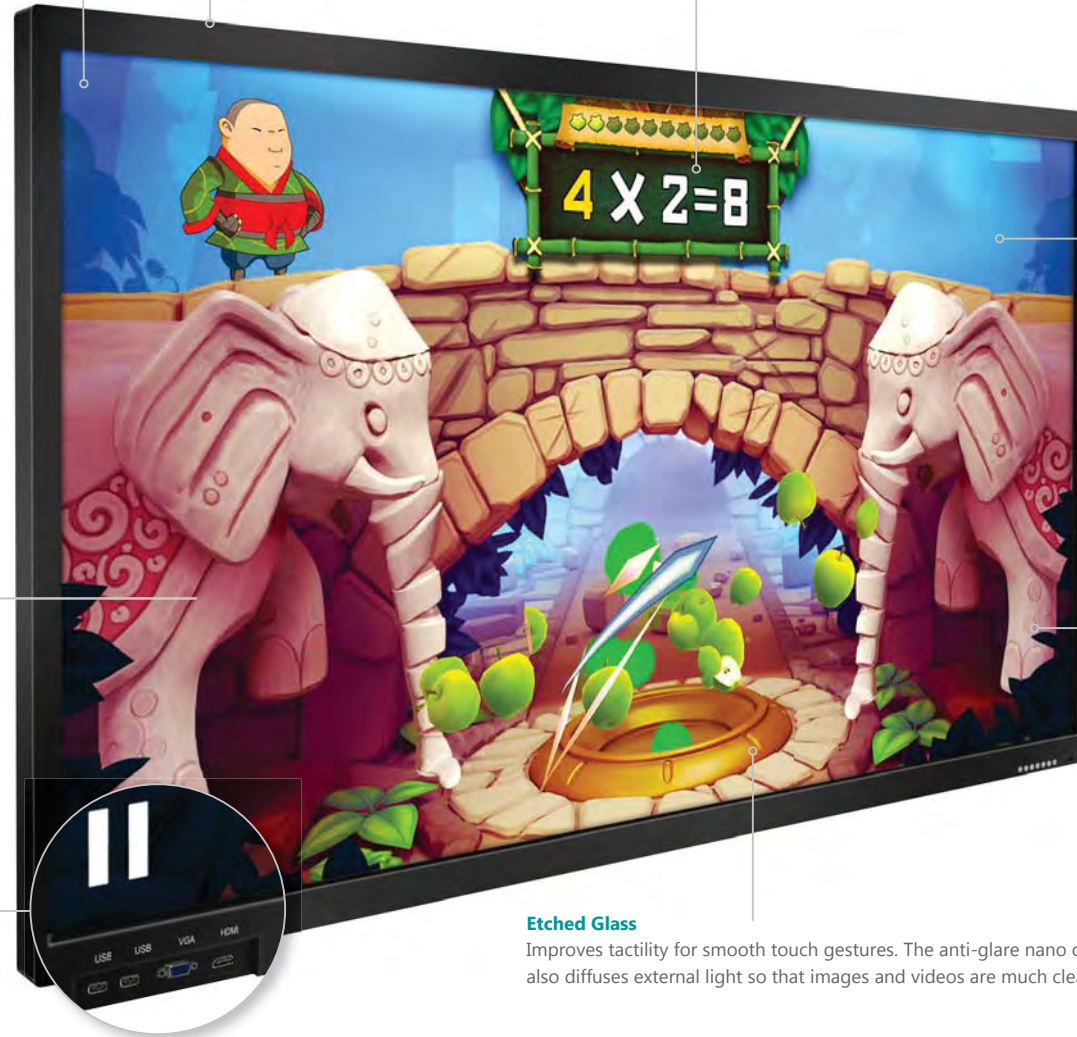 4 X 2=8
USB USB VGA HDMI
Etched Glass
Improves tactility for smooth touch gestures. The anti-glare nano
also diffuses external light so that images and videos are much